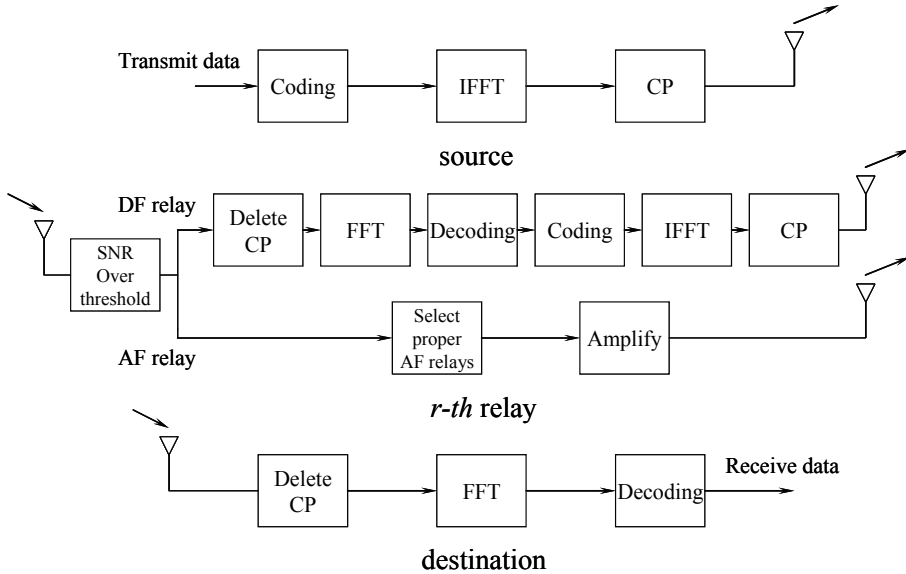 Transmit data
Coding
IFFT
CP
source
DF relay
Delete
CP
FFT
Decoding
Coding
IFFT
CP
SNR
Over
threshold
AF relay
Select
proper
AF relays
Amplify
r-th relay
Delete
CP
FFT
Decoding
Receive data
destination